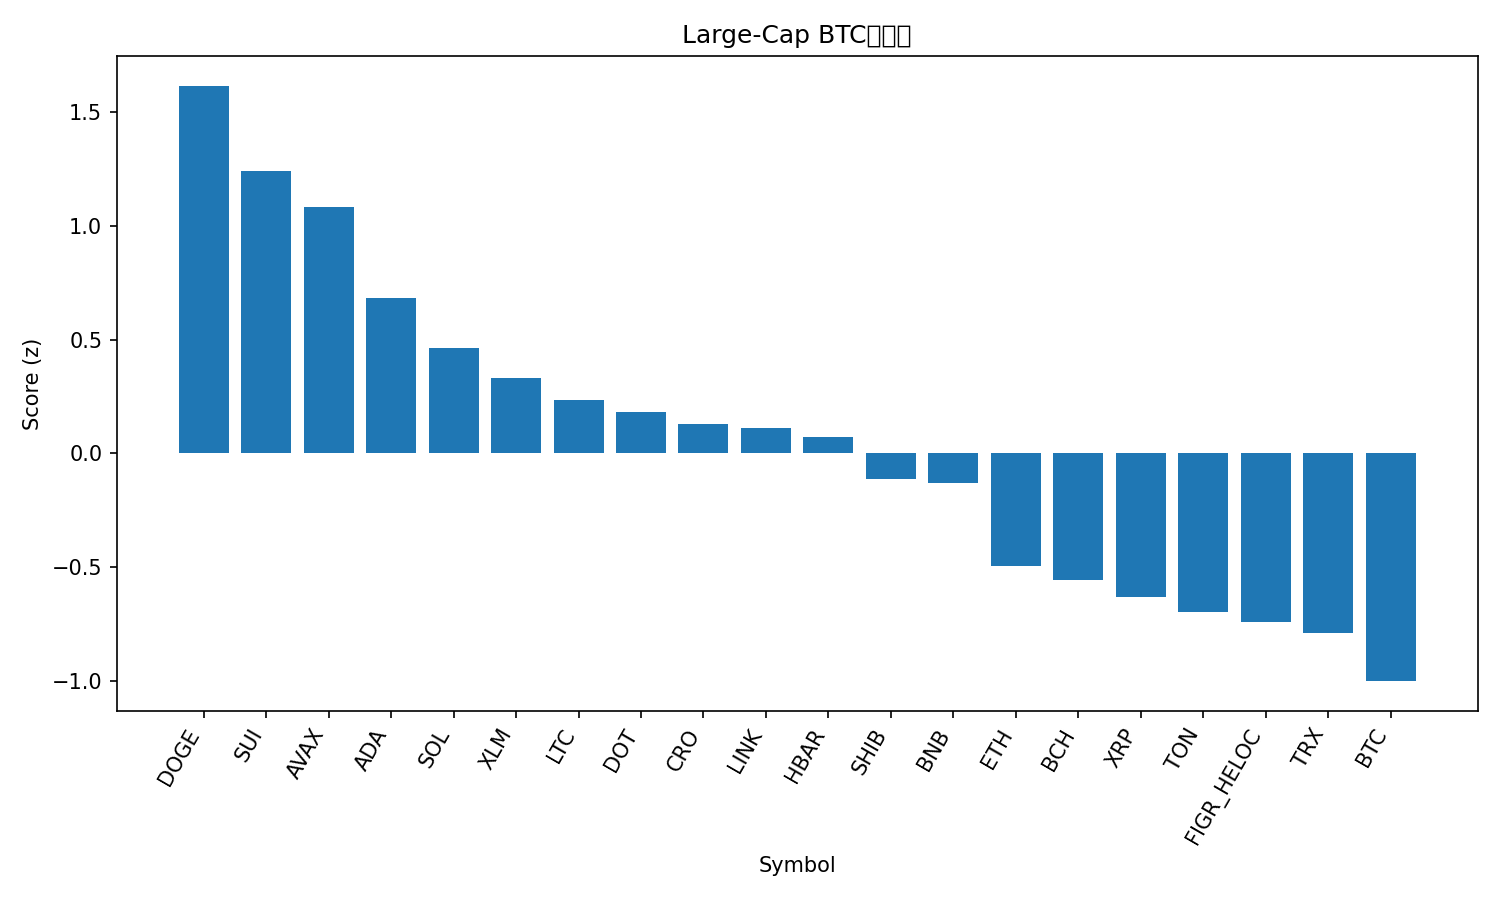 Large-Cap BTC
1.5
1.0
0.5
0.0
−0.5
−1.0
Score (z)
DOGE
SUI
AVAX
ADA
SOL
XLM
LTC
DOT
CRO
LINK
HBAR
SHIB
BNB
ETH
BCH
XRP
TON
FIGR_HELOC
TRX
BTC
Symbol